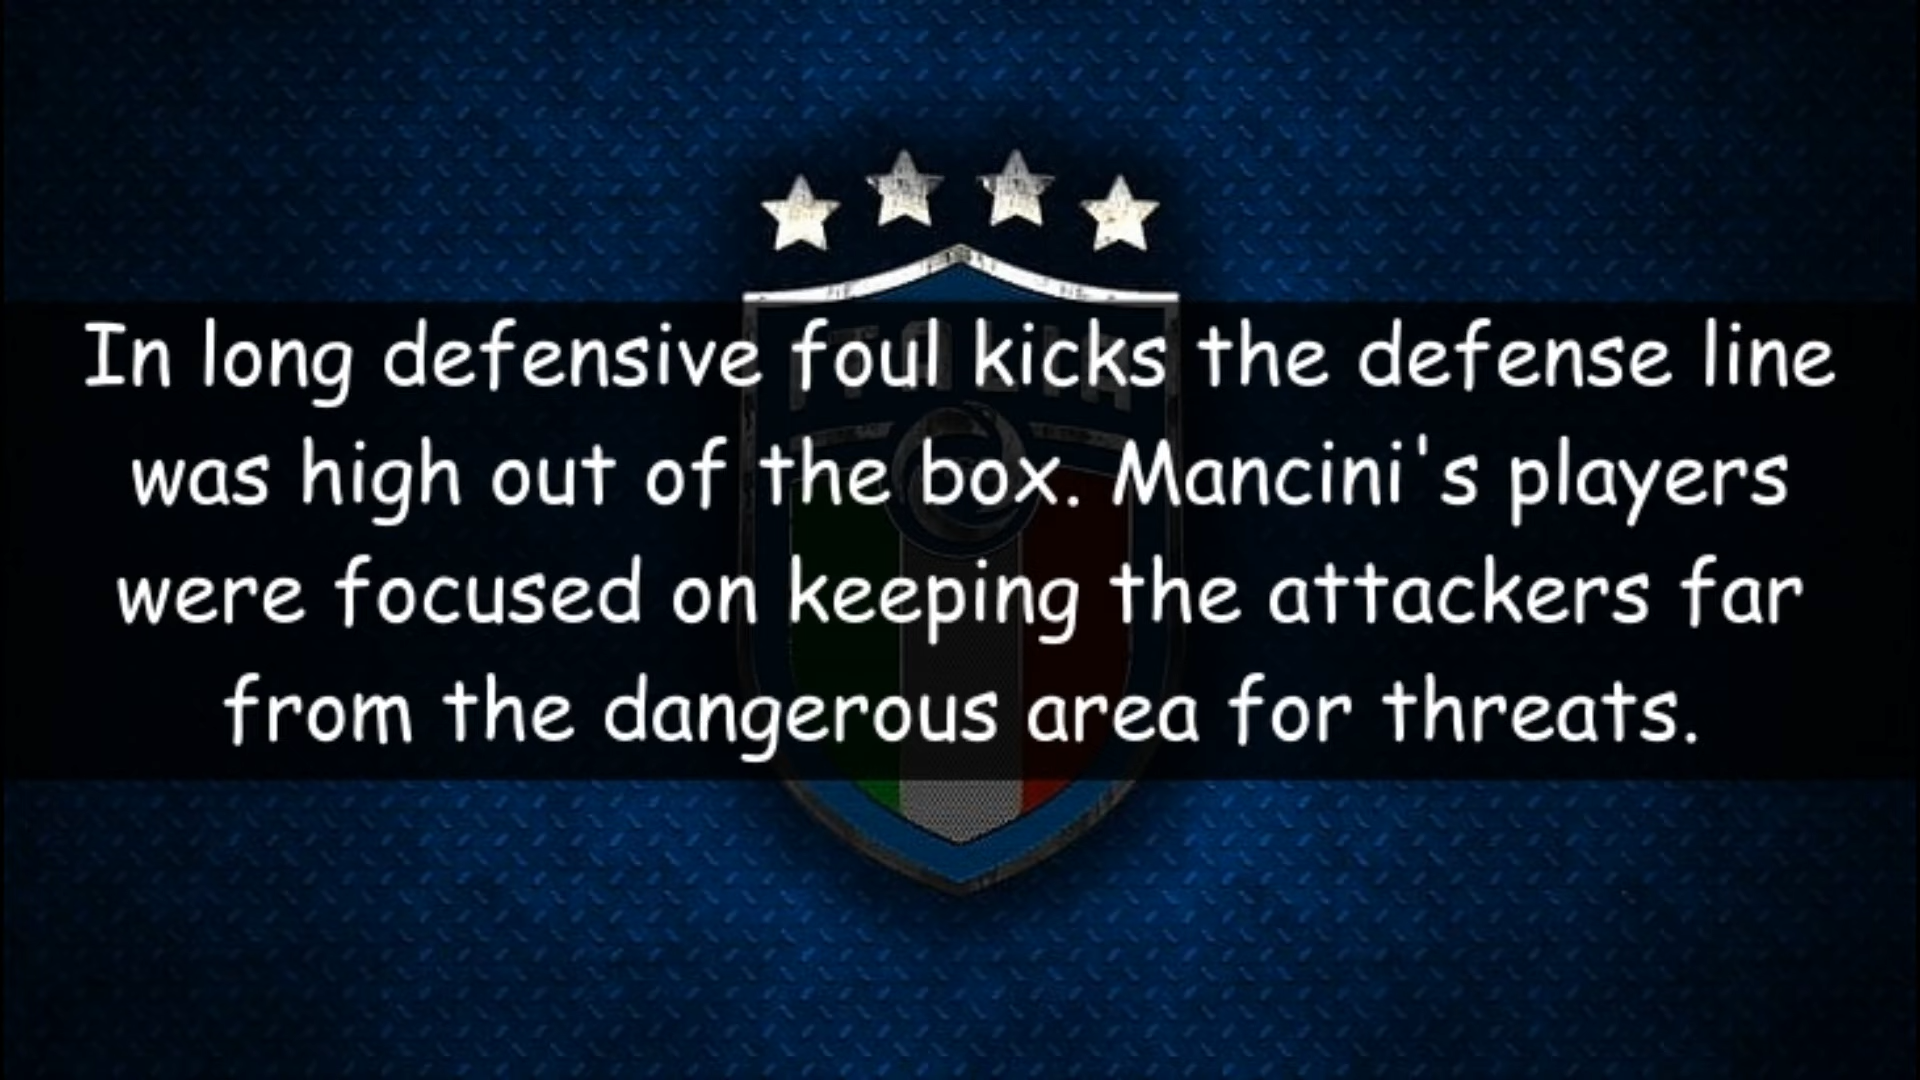 In long defensive foul kicks the defense line
was high out of the box. Mancini's players
were focused on keeping the attackers far
from the dangerous area for threats.
ITALIA